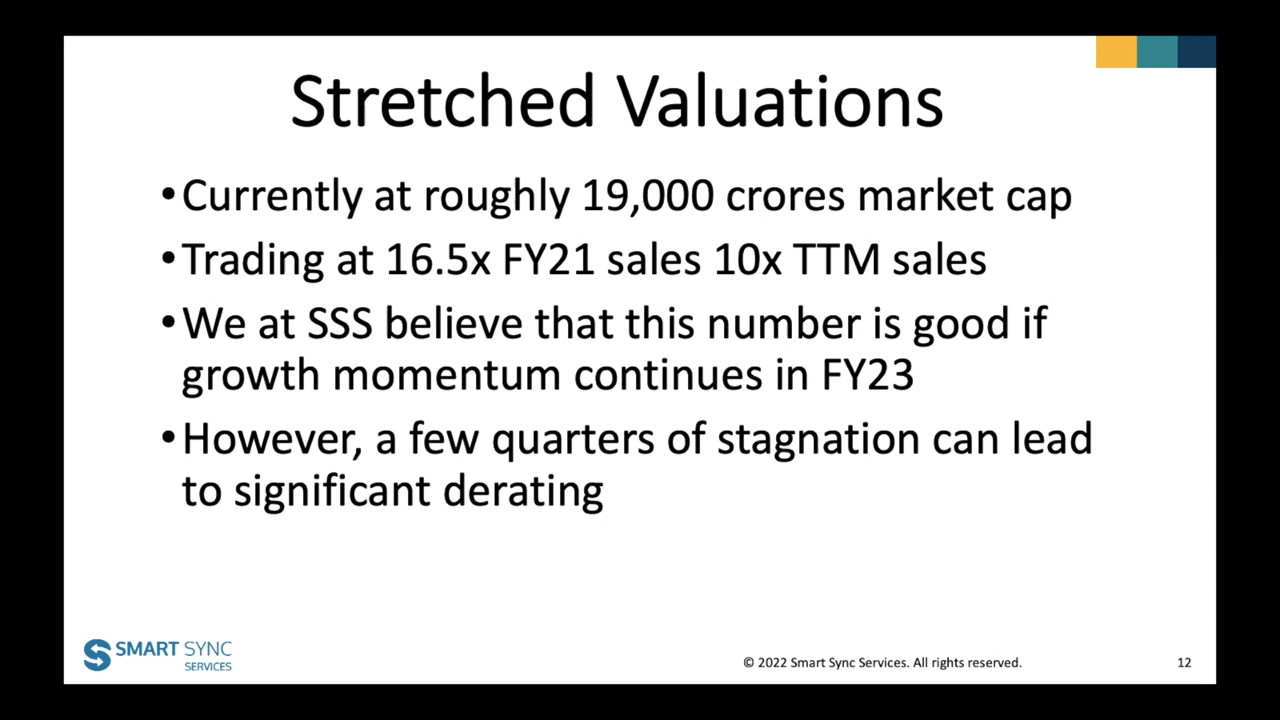 Stretched Valuations
•Currently at roughly 19,000 crores market cap
•Trading at 16.5x FY21 sales 10x TTM sales
•We at SSS believe that this number is good if
growth momentum continues in FY23
•However, a few quarters of stagnation can lead
to significant derating
SMART SYNC
SERVICES
© 2022 Smart Sync Services. All rights reserved.
12